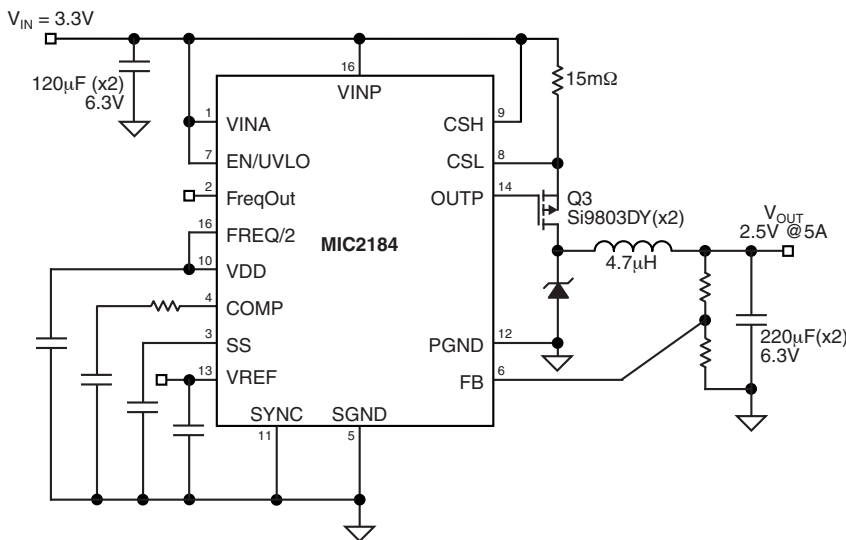 V_IN = 3.3V
120µF (x2)
6.3V
15mΩ
16
VINP
1
VINA
CSH
9
7
EN/UVLO
CSL
8
2
FreqOut
OUTP
14
Q3
Si9803DY(x2)
16
FREQ/2
MIC2184
V_OUT
2.5V @5A
10
VDD
4.7µH
4
COMP
3
SS
PGND
12
220µF(x2)
6.3V
13
VREF
FB
6
SYNC
SGND
11
5